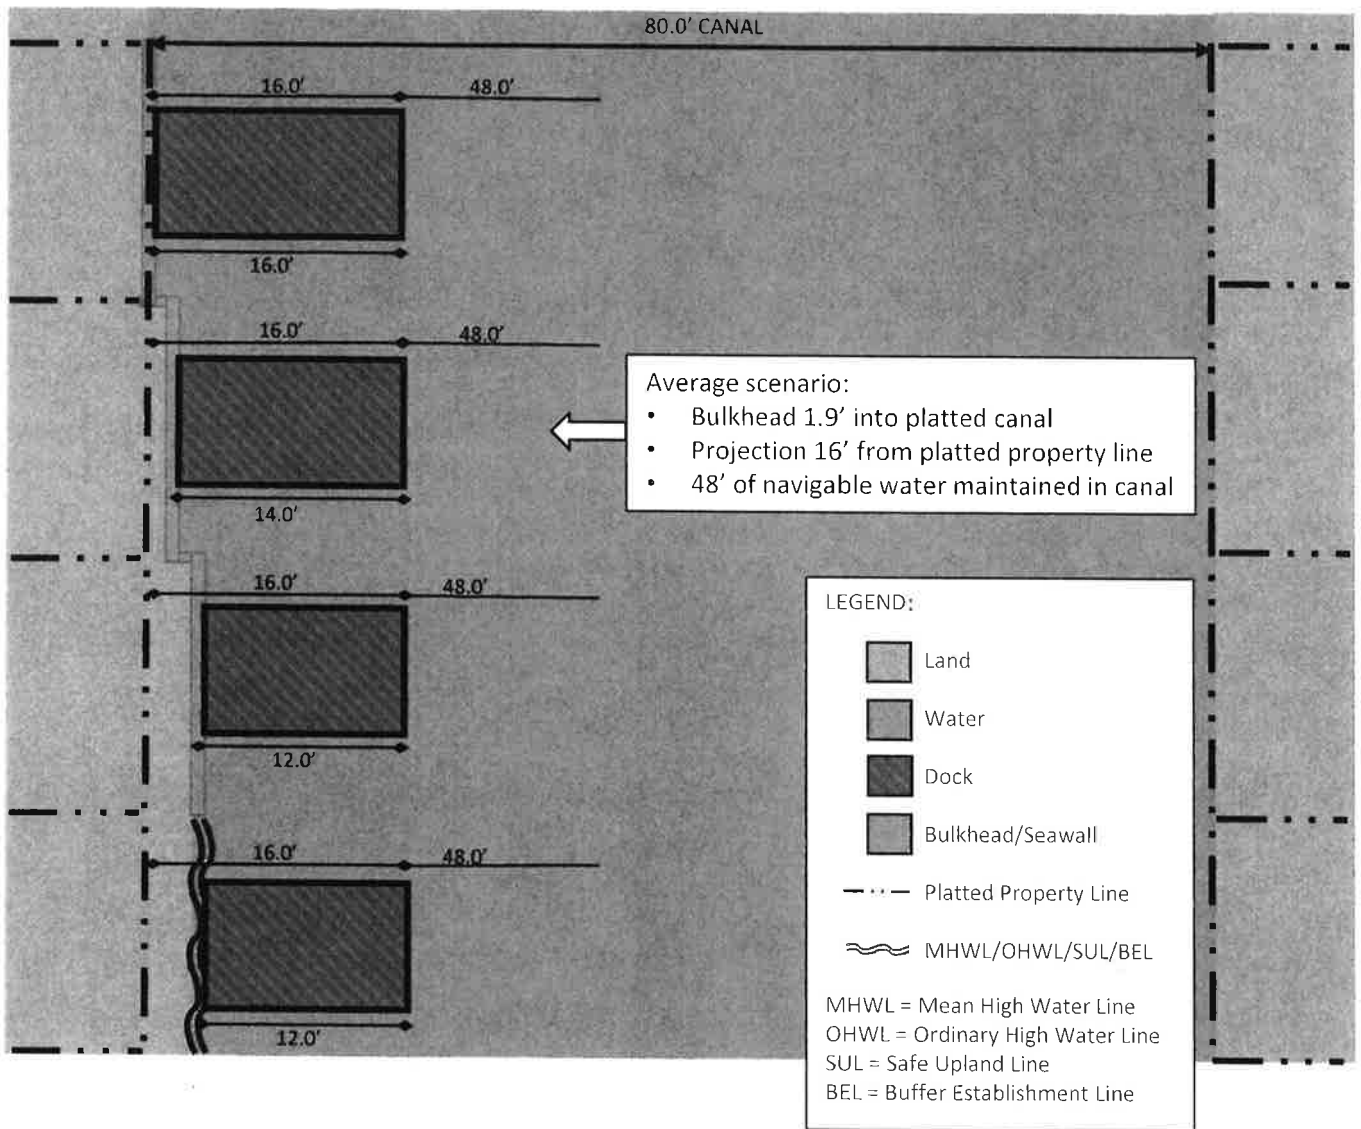 80.0' CANAL
16.0' 48.0'
16.0'
16.0' 48.0'
14.0'
Average scenario:
• Bulkhead 1.9' into platted canal
• Projection 16' from platted property line
• 48' of navigable water maintained in canal
16.0' 48.0'
12.0'
16.0' 48.0'
12.0'
LEGEND:
Land
Water
Dock
Bulkhead/Seawall
Platted Property Line
MHWL/OHWL/SUL/BEL
MHWL = Mean High Water Line
OHWL = Ordinary High Water Line
SUL = Safe Upland Line
BEL = Buffer Establishment Line